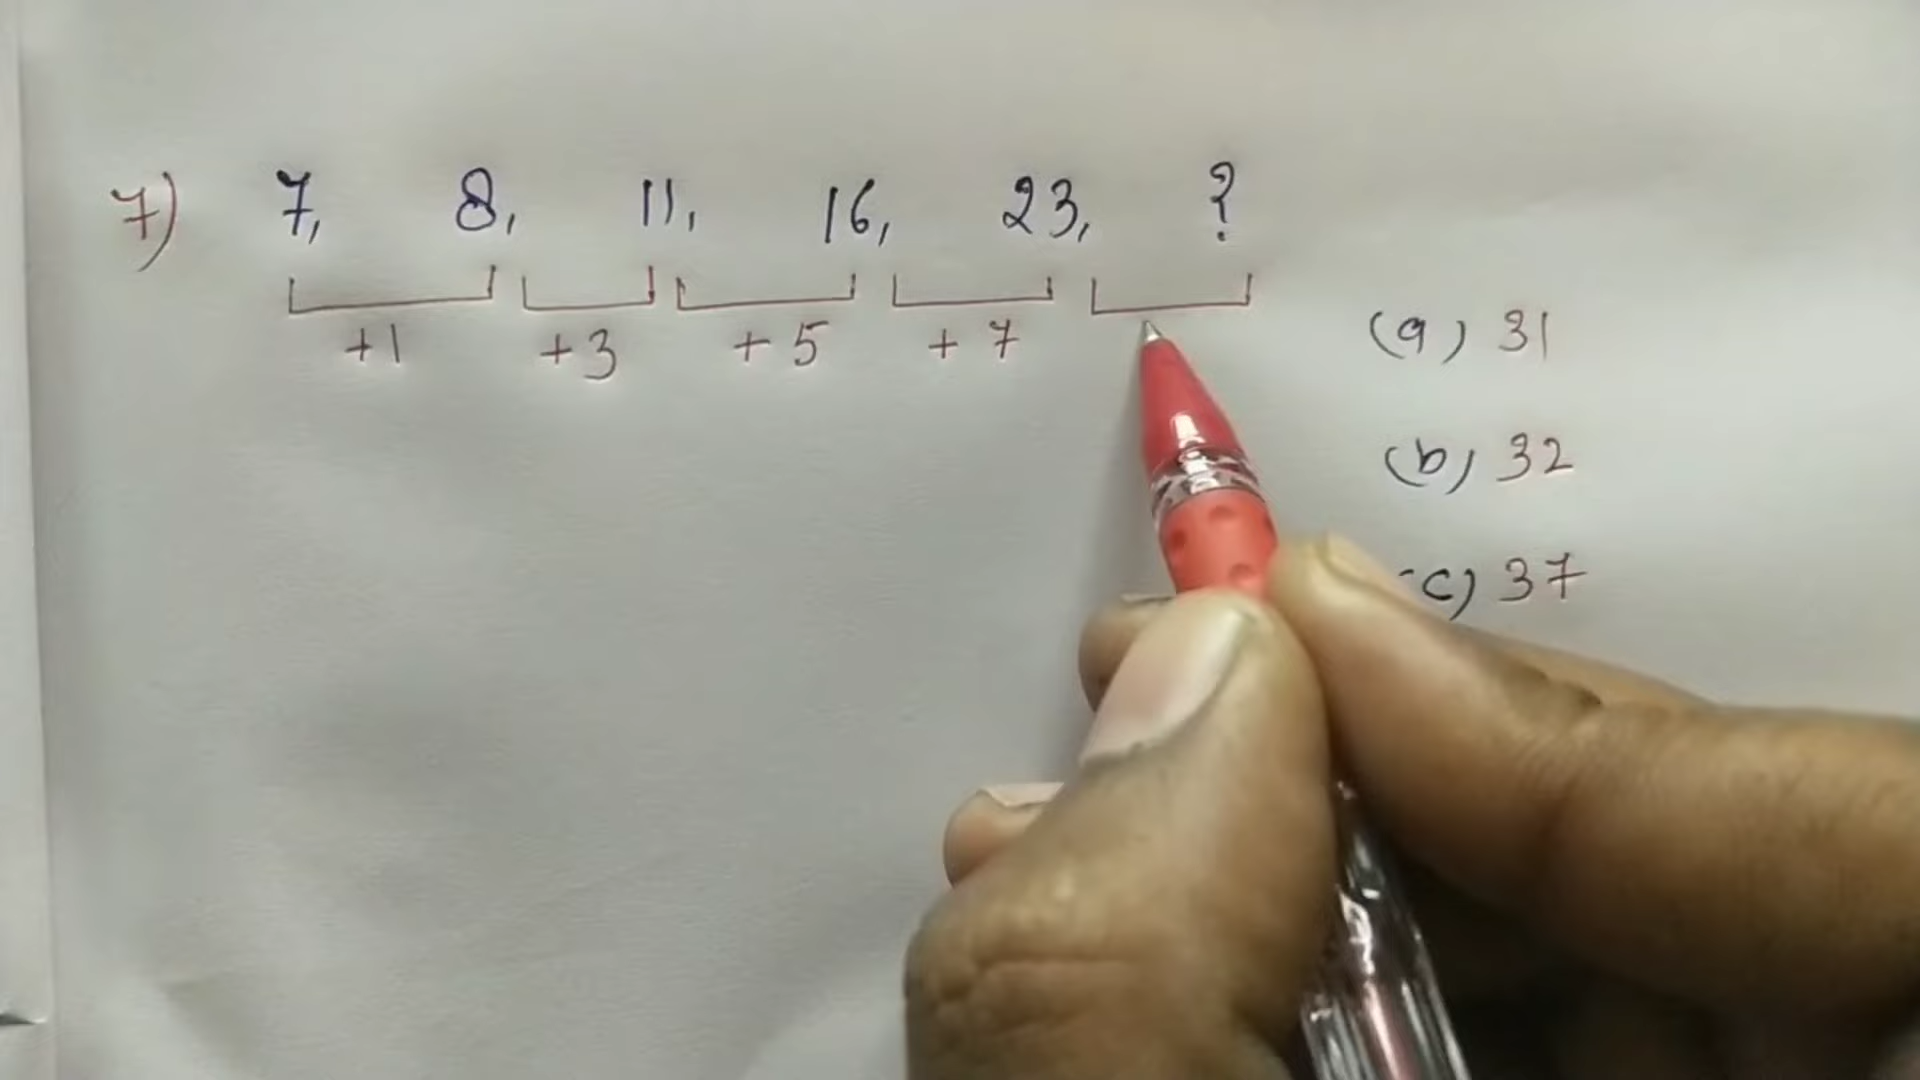 7) 7, 8, 11, 16, 23, ?
+1 +3 +5 +7
(a) 31
(b) 32
(c) 37